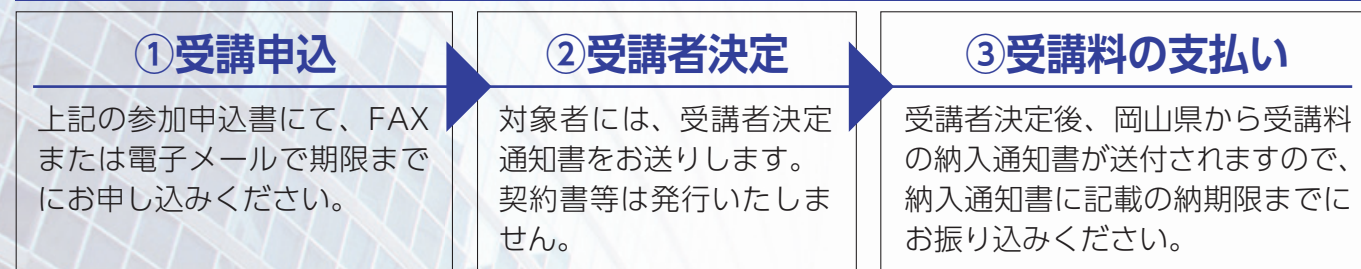 ①受講申込
上記の参加申込書にて、FAX
または電子メールで期限まで
にお申し込みください。
②受講者決定
対象者には、受講者決定
通知書をお送りします。
契約書等は発行いたしま
せん。
③受講料の支払い
受講者決定後、岡山県から受講料
の納入通知書が送付されますので、
納入通知書に記載の納期限までに
お振り込みください。